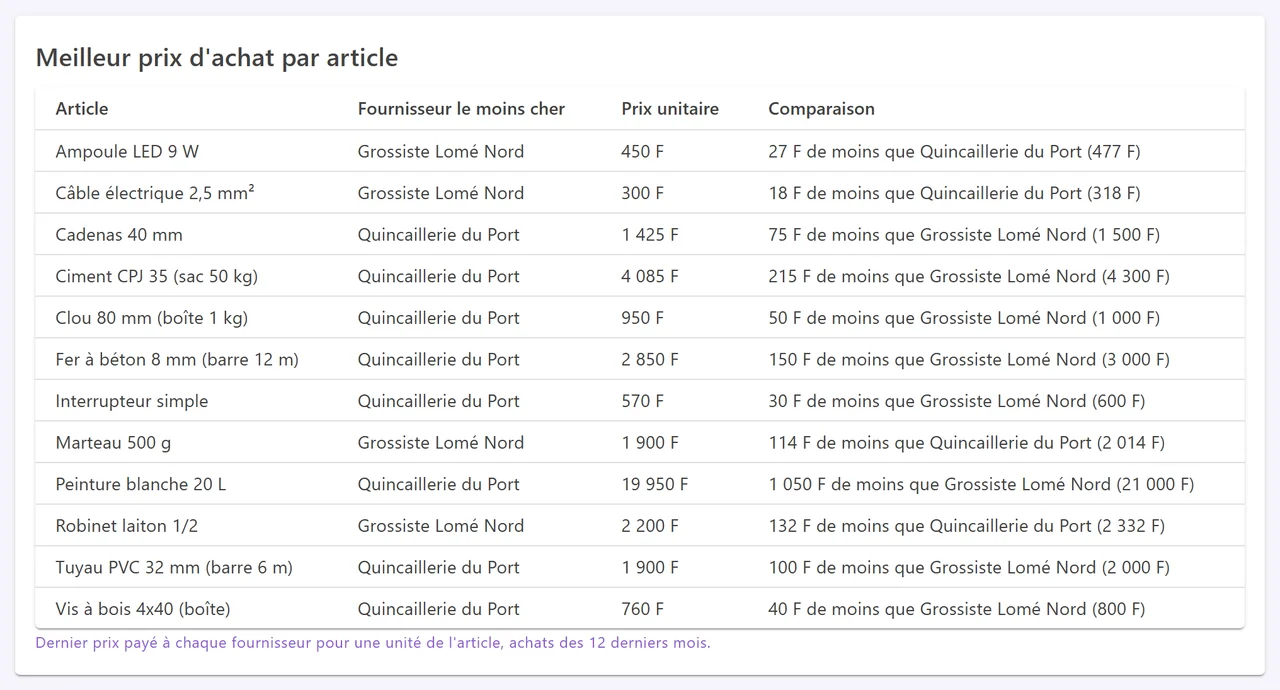 Meilleur prix d'achat par article
Article Fournisseur le moins cher Prix unitaire Comparaison
Ampoule LED 9 W Grossiste Lomé Nord 450 F 27 F de moins que Quincaillerie du Port (477 F)
Câble électrique 2,5 mm² Grossiste Lomé Nord 300 F 18 F de moins que Quincaillerie du Port (318 F)
Cadenas 40 mm Quincaillerie du Port 1 425 F 75 F de moins que Grossiste Lomé Nord (1 500 F)
Ciment CPJ 35 (sac 50 kg) Quincaillerie du Port 4 085 F 215 F de moins que Grossiste Lomé Nord (4 300 F)
Clou 80 mm (boîte 1 kg) Quincaillerie du Port 950 F 50 F de moins que Grossiste Lomé Nord (1 000 F)
Fer à béton 8 mm (barre 12 m) Quincaillerie du Port 2 850 F 150 F de moins que Grossiste Lomé Nord (3 000 F)
Interrupteur simple Quincaillerie du Port 570 F 30 F de moins que Grossiste Lomé Nord (600 F)
Marteau 500 g Grossiste Lomé Nord 1 900 F 114 F de moins que Quincaillerie du Port (2 014 F)
Peinture blanche 20 L Quincaillerie du Port 19 950 F 1 050 F de moins que Grossiste Lomé Nord (21 000 F)
Robinet laiton 1/2 Grossiste Lomé Nord 2 200 F 132 F de moins que Quincaillerie du Port (2 332 F)
Tuyau PVC 32 mm (barre 6 m) Quincaillerie du Port 1 900 F 100 F de moins que Grossiste Lomé Nord (2 000 F)
Vis à bois 4x40 (boîte) Quincaillerie du Port 760 F 40 F de moins que Grossiste Lomé Nord (800 F)
Dernier prix payé à chaque fournisseur pour une unité de l'article, achats des 12 derniers mois.